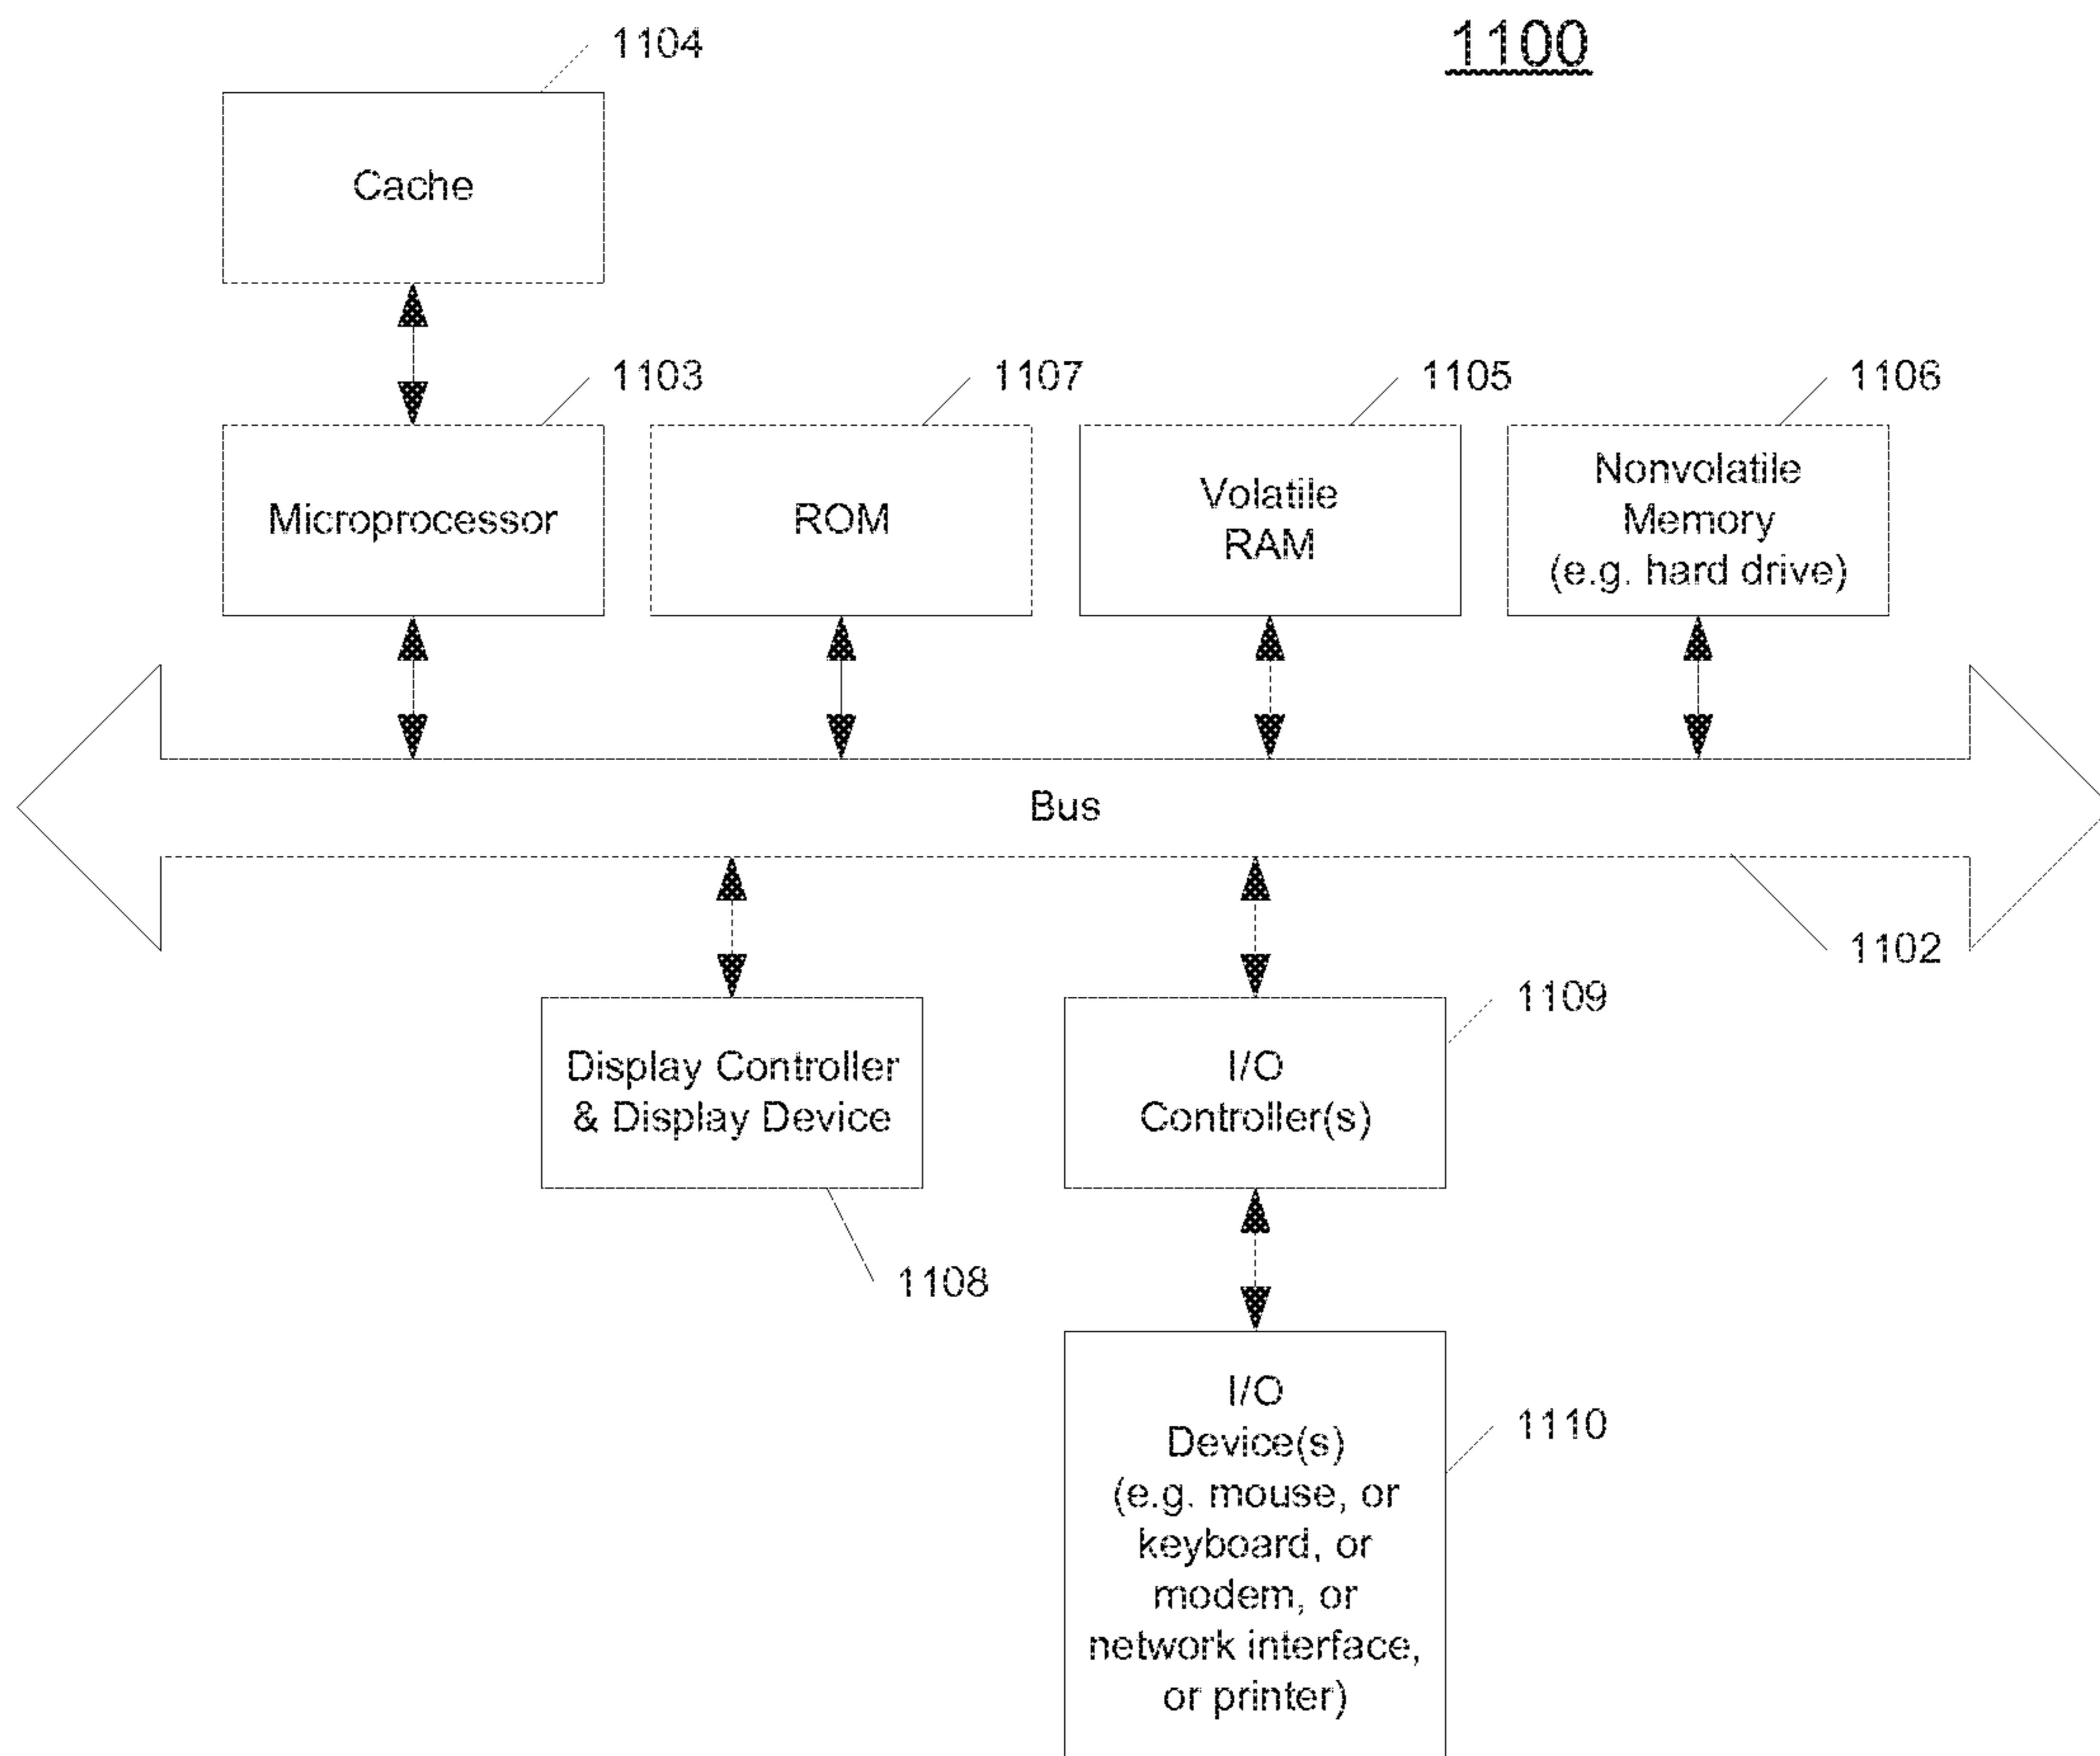 1100
1104
Cache
1103
1107
1105
1106
Microprocessor
ROM
Volatile
RAM
Nonvolatile
Memory
(e.g. hard drive)
Bus
1102
Display Controller
& Display Device
1108
I/O
Controller(s)
1109
I/O
Device(s)
(e.g. mouse, or
keyboard, or
modem, or
network interface,
or printer)
1110